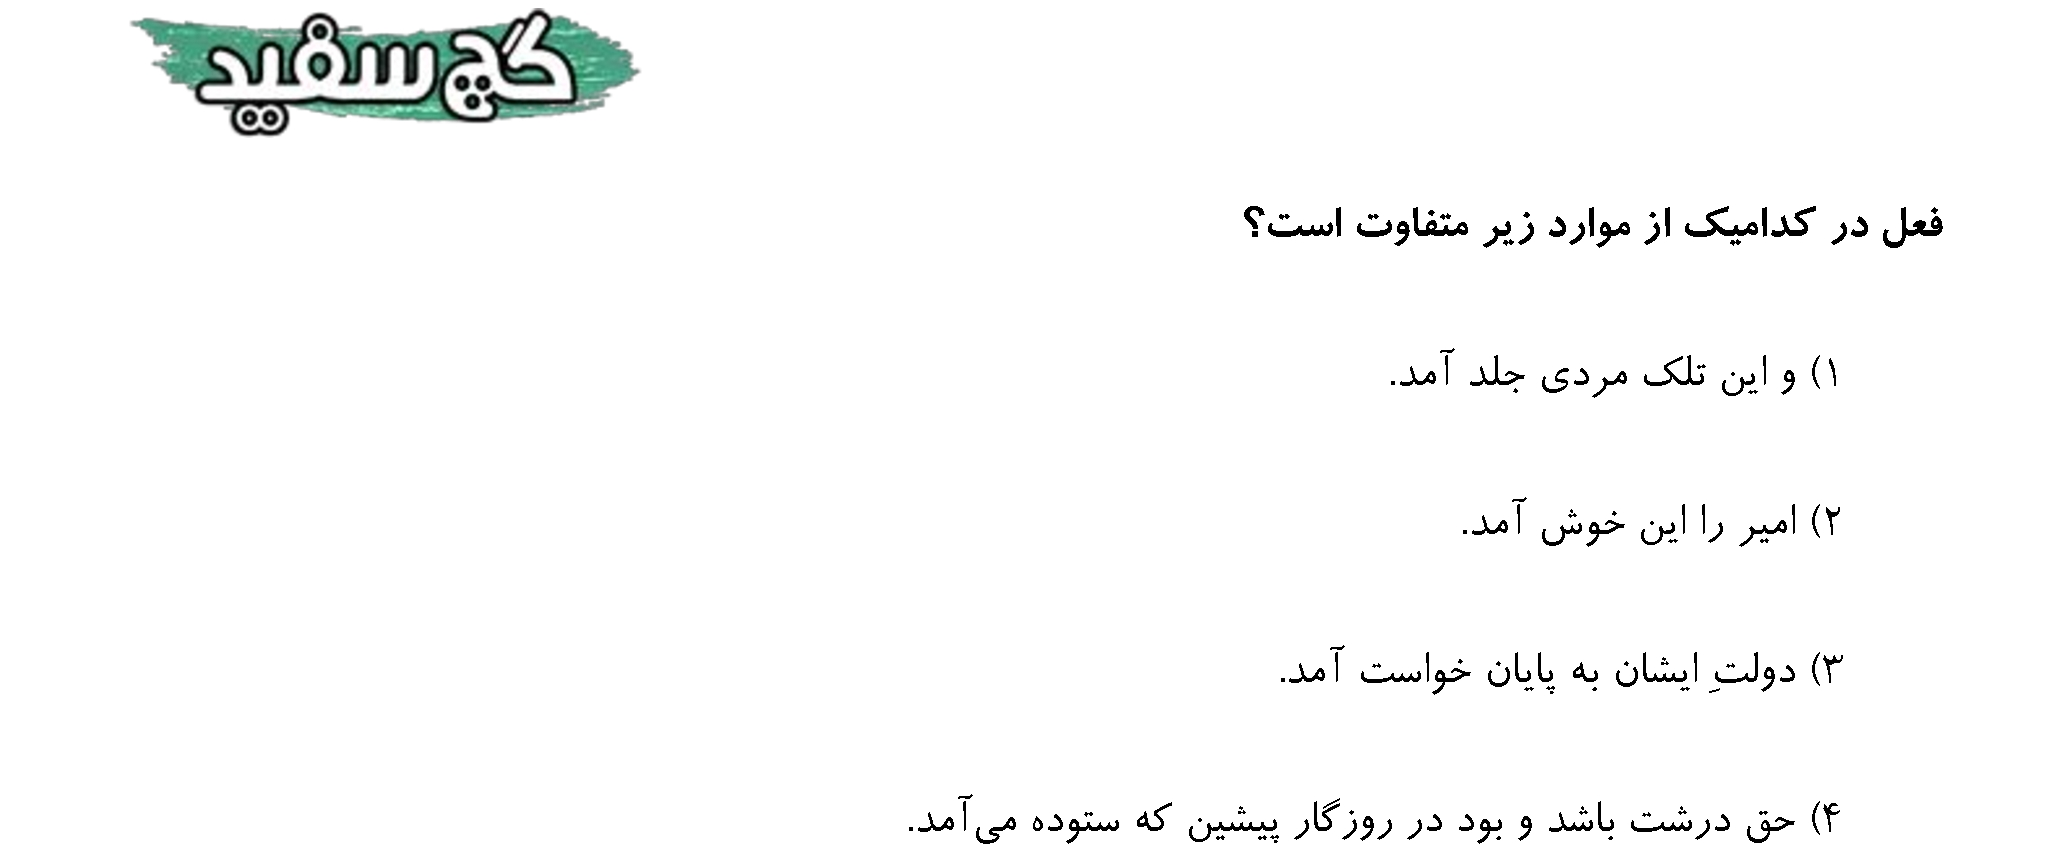 گچ سفید
فعل در کدامیک از موارد زیر متفاوت است؟
۱) و این تلک مردی جلد آمد.
۲) امیر را این خوش آمد.
۳) دولتِ ایشان به پایان خواست آمد.
۴) حق درشت باشد و بود در روزگار پیشین که ستوده می‌آمد.